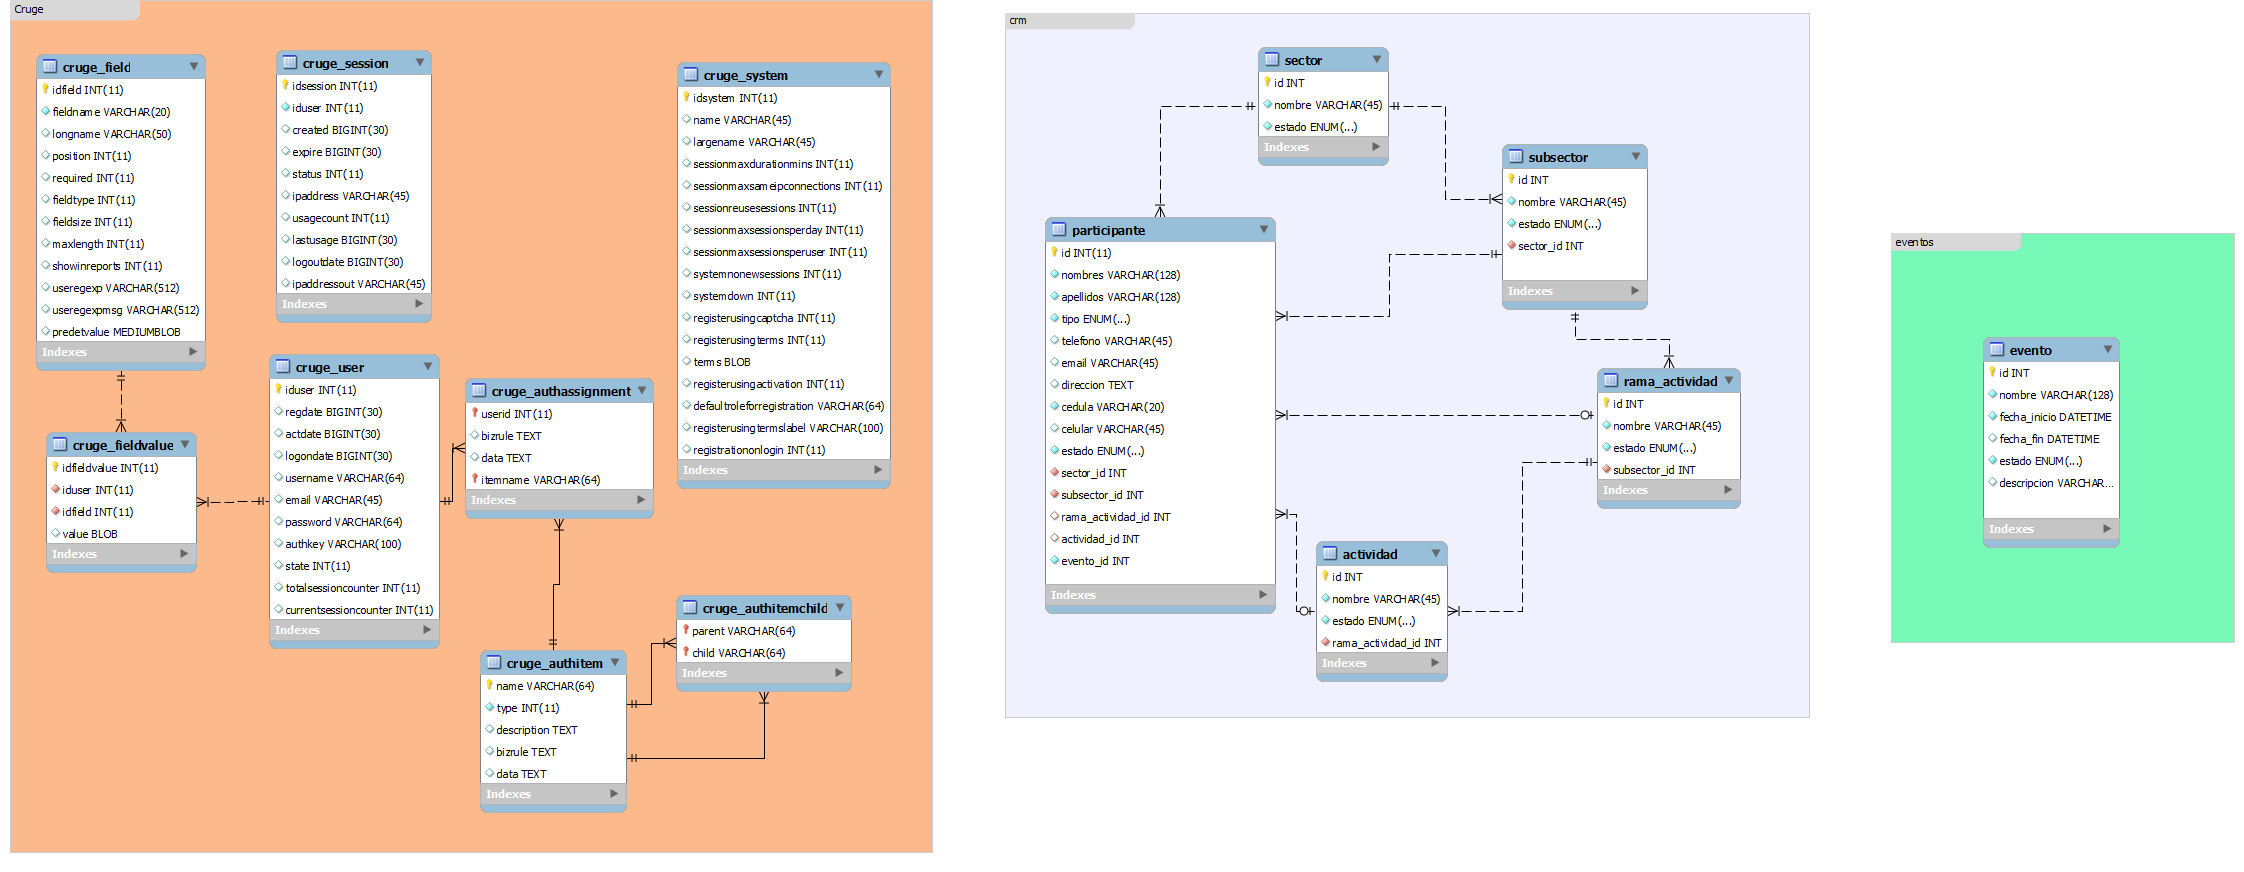 Cruge
cruge_field
idfield INT(11)
fieldname VARCHAR(20)
longname VARCHAR(50)
position INT(11)
required INT(11)
fieldtype INT(11)
fieldsize INT(11)
maxlength INT(11)
showinreports INT(11)
useregexp VARCHAR(512)
useregexpmsg VARCHAR(512)
predetvalue MEDIUMBLOB
Indexes
cruge_session
idsession INT(11)
iduser INT(11)
created BIGINT(30)
expire BIGINT(30)
status INT(11)
ipaddress VARCHAR(45)
usagecount INT(11)
lastusage BIGINT(30)
logoutdate BIGINT(30)
ipaddressout VARCHAR(45)
Indexes
cruge_system
idsystem INT(11)
name VARCHAR(45)
largename VARCHAR(45)
sessionmaxdurationmins INT(11)
sessionmaxsameipconnections INT(11)
sessionreusesessions INT(11)
sessionmaxsessionsperday INT(11)
sessionmaxsessionsperuser INT(11)
systemnonewsessions INT(11)
systemdown INT(11)
registerusingcaptcha INT(11)
registerusingterms INT(11)
terms BLOB
registerusingactivation INT(11)
defaultroleforregistration VARCHAR(64)
registerusingtermslabel VARCHAR(100)
registrationonlogin INT(11)
Indexes
cruge_fieldvalue
idfieldvalue INT(11)
iduser INT(11)
idfield INT(11)
value BLOB
Indexes
cruge_user
iduser INT(11)
regdate BIGINT(30)
actdate BIGINT(30)
logondate BIGINT(30)
username VARCHAR(64)
email VARCHAR(45)
password VARCHAR(64)
authkey VARCHAR(100)
state INT(11)
totalsessioncounter INT(11)
currentsessioncounter INT(11)
Indexes
cruge_authassignment
userid INT(11)
bizrule TEXT
data TEXT
itemname VARCHAR(64)
Indexes
cruge_authitemchild
parent VARCHAR(64)
child VARCHAR(64)
Indexes
cruge_authitem
name VARCHAR(64)
type INT(11)
description TEXT
bizrule TEXT
data TEXT
Indexes
crm
sector
id INT
nombre VARCHAR(45)
estado ENUM(...)
Indexes
subsector
id INT
nombre VARCHAR(45)
estado ENUM(...)
sector_id INT
Indexes
participante
id INT(11)
nombres VARCHAR(128)
apellidos VARCHAR(128)
tipo ENUM(...)
telefono VARCHAR(45)
email VARCHAR(45)
direccion TEXT
cedula VARCHAR(20)
celular VARCHAR(45)
estado ENUM(...)
sector_id INT
subsector_id INT
rama_actividad_id INT
actividad_id INT
evento_id INT
Indexes
rama_actividad
id INT
nombre VARCHAR(45)
estado ENUM(...)
subsector_id INT
Indexes
actividad
id INT
nombre VARCHAR(45)
estado ENUM(...)
rama_actividad_id INT
Indexes
eventos
evento
id INT
nombre VARCHAR(128)
fecha_inicio DATETIME
fecha_fin DATETIME
estado ENUM(...)
descripcion VARCHAR...
Indexes